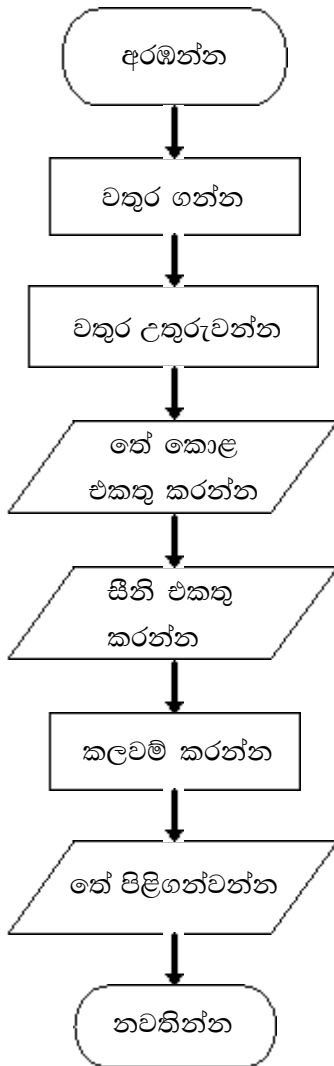 අරඹන්න
වතුර ගන්න
වතුර උතුරුවන්න
තේ කොළ
එකතු කරන්න
සීනි එකතු
කරන්න
කලවම් කරන්න
තේ පිළිගන්වන්න
නවතින්න